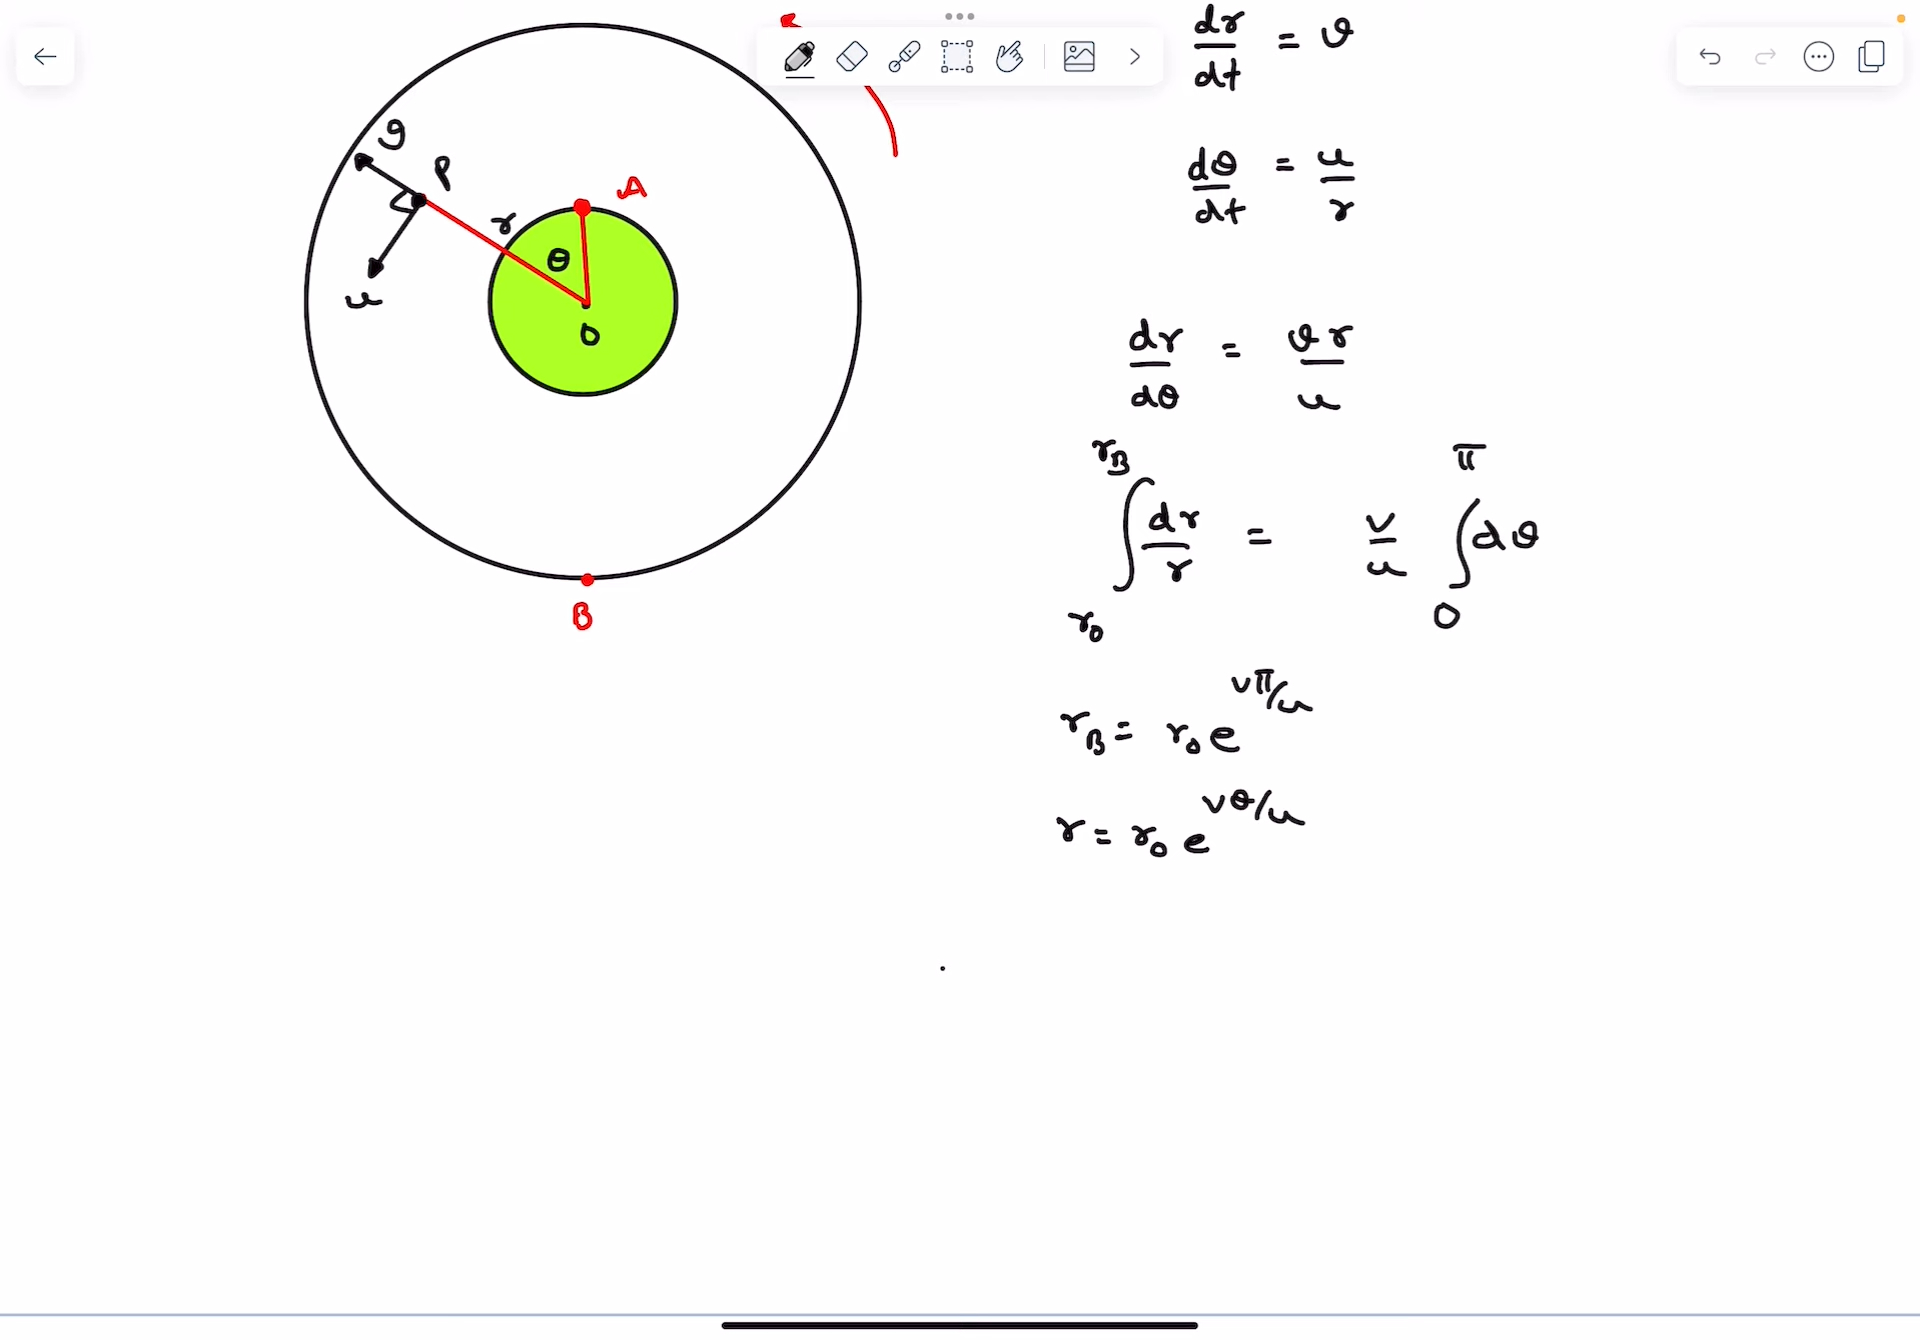 dr/dt = v
dθ/dt = u/r
dr/dθ = vr/u
∫_{r₀}^{r_B} dr/r = v/u ∫_0^π dθ
r_B = r₀ e^{vπ/u}
r = r₀ e^{vθ/u}
v
P
A
r
θ
u
O
B